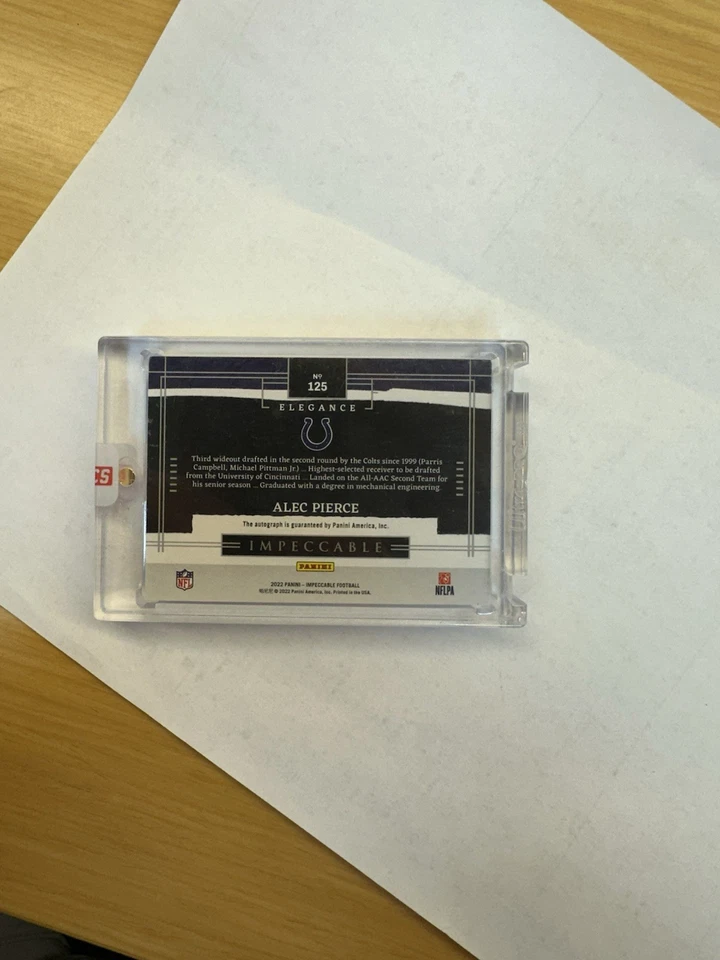 Nº
125
ELEGANCE
Third wideout drafted in the second round by the Colts since 1999 (Parris
Campbell, Michael Pittman Jr.) ... Highest-selected receiver to be drafted
from the University of Cincinnati ... Landed on the All-AAC Second Team for
his senior season ... Graduated with a degree in mechanical engineering.
ALEC PIERCE
The autograph is guaranteed by Panini America, Inc.
IMPECCABLE
PANINI
NFL
2022 PANINI – IMPECCABLE FOOTBALL
© 2022 Panini America, Inc. Printed in the USA.
NFLPA